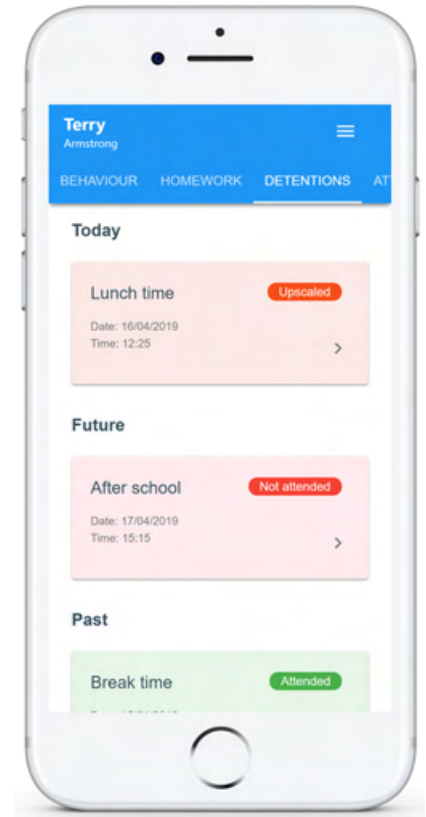 Terry
Armstrong
BEHAVIOUR HOMEWORK DETENTIONS AT
Today
Lunch time Upscaled
Date: 16/04/2019
Time: 12:25
Future
After school Not attended
Date: 17/04/2019
Time: 15:15
Past
Break time Attended